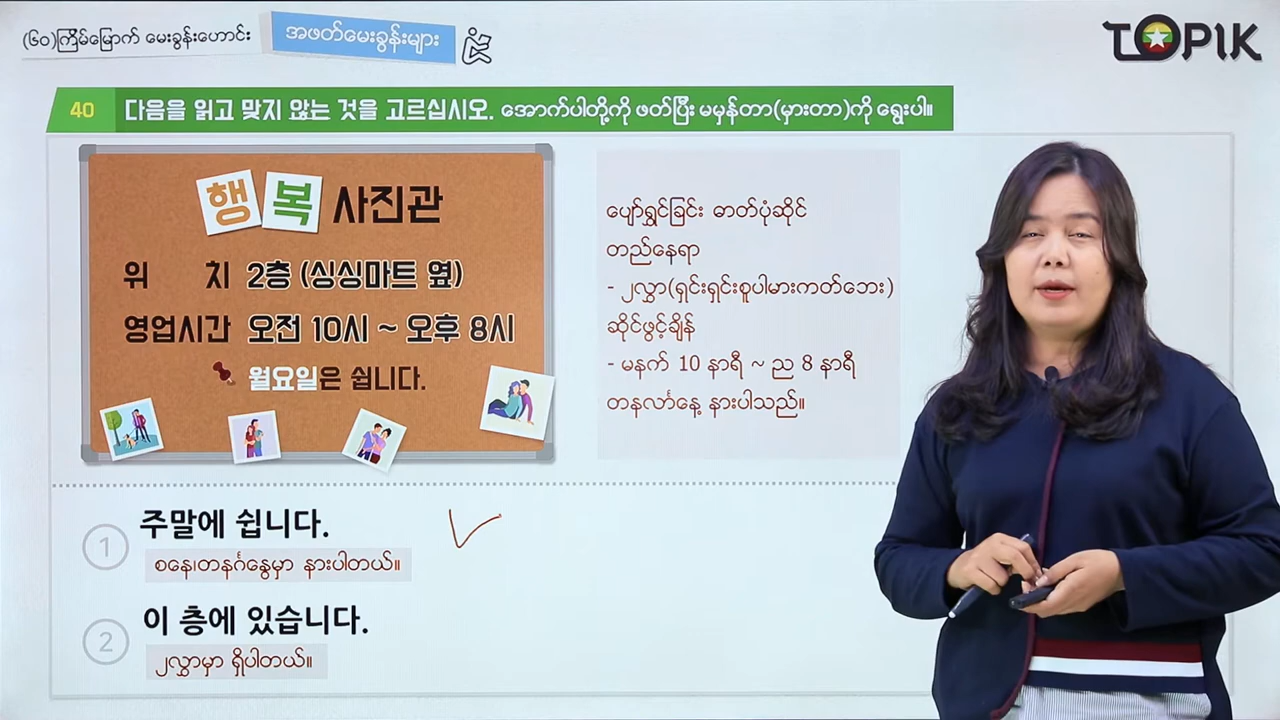 (၆၀)ကြိမ်မြောက် မေးခွန်းဟောင်း
အဖတ်မေးခွန်းများ
TOPIK
40 다음을 읽고 맞지 않는 것을 고르십시오. အောက်ပါတို့ကို ဖတ်ပြီး မမှန်တာ(မှားတာ)ကို ရွေးပါ။
행복 사진관
위 치 2층 (싱싱마트 옆)
영업시간 오전 10시 ~ 오후 8시
월요일은 쉽니다.
ပျော်ရွှင်ခြင်း ဓာတ်ပုံဆိုင်
တည်နေရာ
- ၂လွှာ(ရှင်းရှင်းစူပါမားကတ်ဘေး)
ဆိုင်ဖွင့်ချိန်
- မနက် 10 နာရီ ~ ည 8 နာရီ
တနင်္လာနေ့ နားပါသည်။
1 주말에 쉽니다.
စနေ၊တနင်္ဂနွေမှာ နားပါတယ်။
2 이 층에 있습니다.
၂လွှာမှာ ရှိပါတယ်။